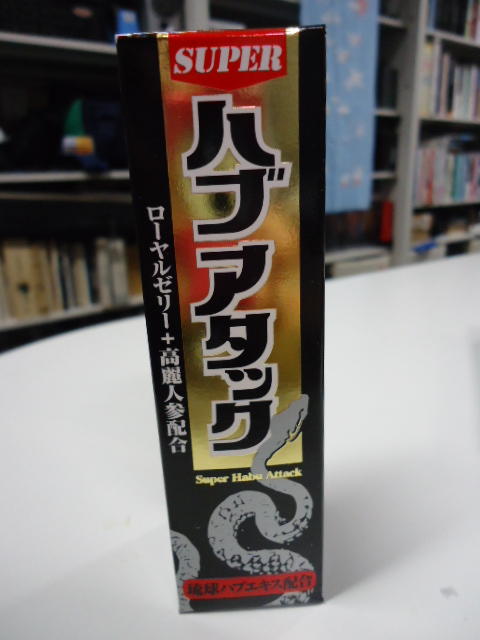 SUPER
ハブアタック
ローヤルゼリー+高麗人参配合
Super Habu Attack
琉球ハブエキス配合